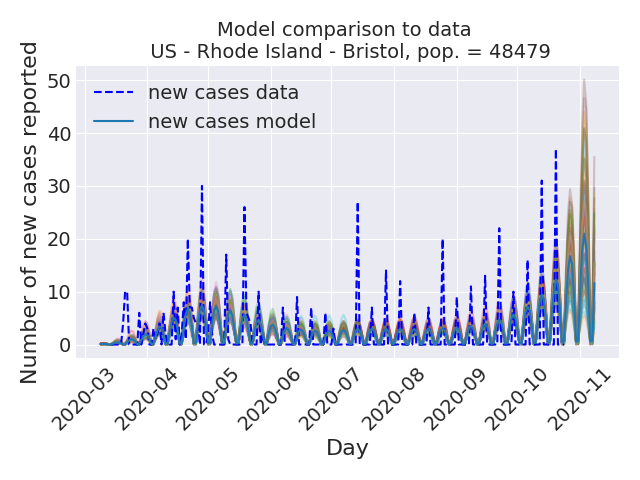 Model comparison to data
US - Rhode Island - Bristol, pop. = 48479
Number of new cases reported
50
40
30
20
10
0
new cases data
new cases model
2020-03
2020-04
2020-05
2020-06
2020-07
2020-08
2020-09
2020-10
2020-11
Day